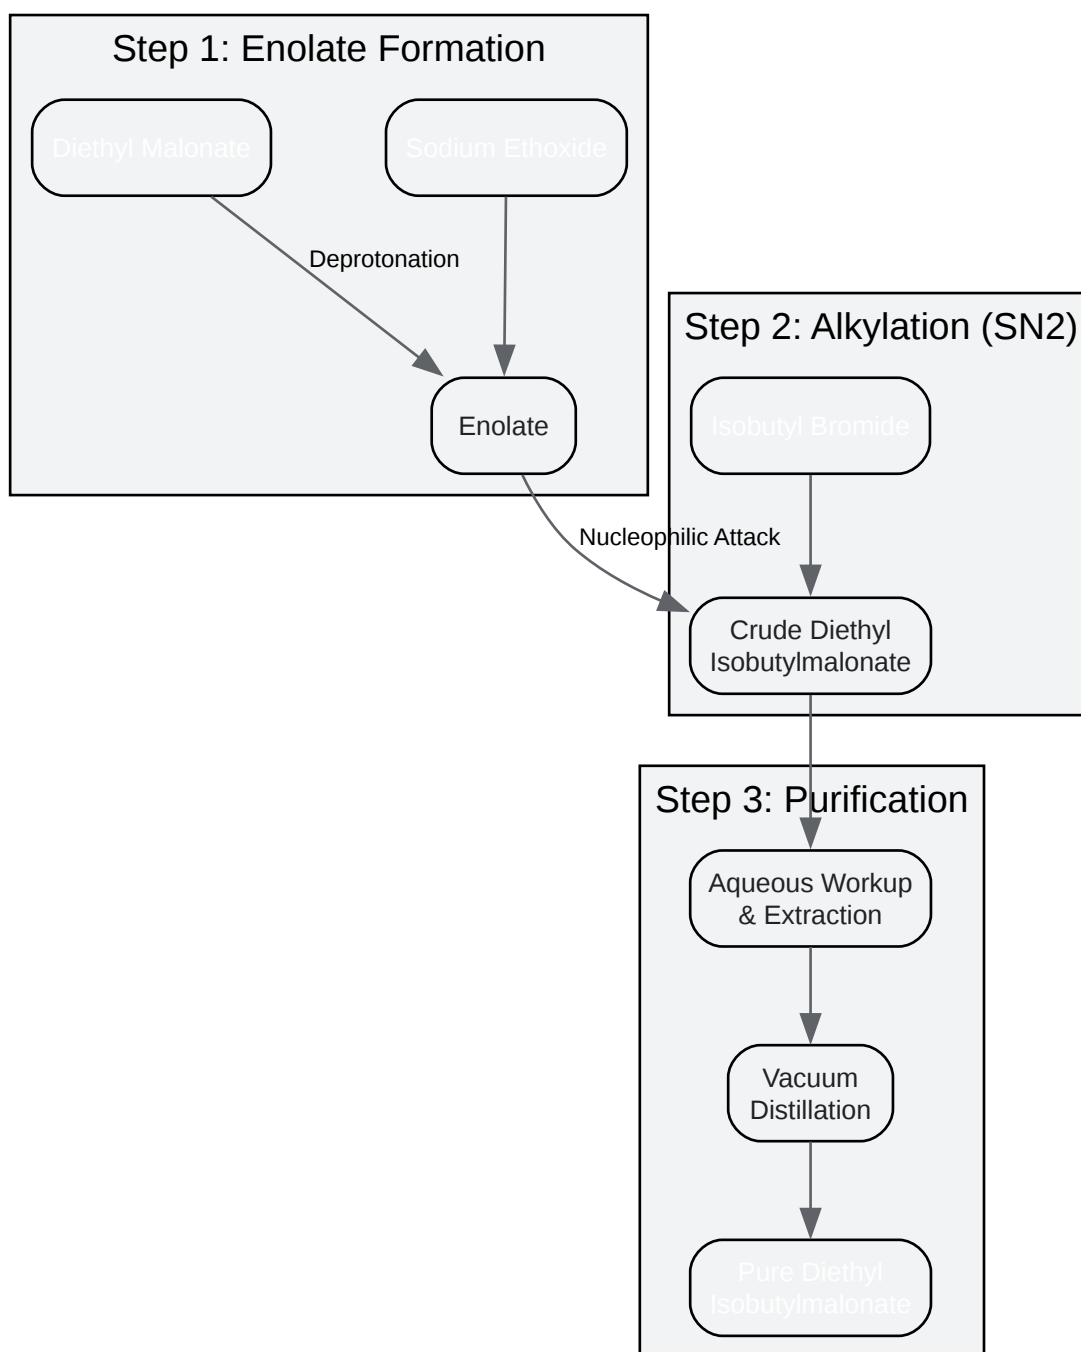 Step 1: Enolate Formation
Diethyl Malonate
Sodium Ethoxide
Deprotonation
Enolate
Step 2: Alkylation (SN2)
Isobutyl Bromide
Nucleophilic Attack
Crude Diethyl
Isobutylmalonate
Step 3: Purification
Aqueous Workup
& Extraction
Vacuum
Distillation
Pure Diethyl
Isobutylmalonate